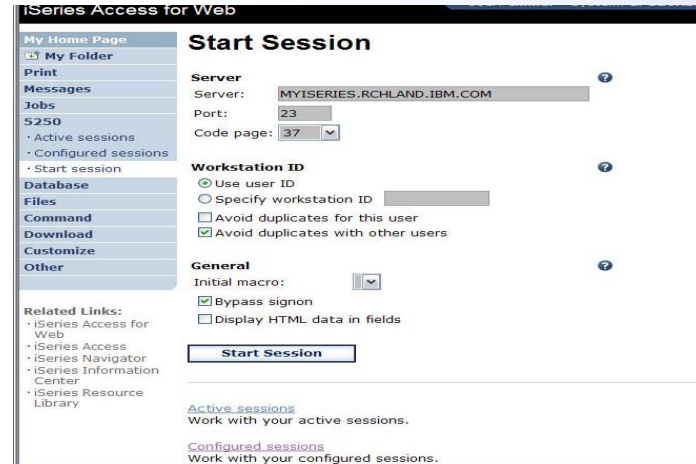 iSeries Access for Web
My Home Page
My Folder
Print
Messages
Jobs
5250
· Active sessions
· Configured sessions
· Start session
Database
Files
Command
Download
Customize
Other
Related Links:
· iSeries Access for
Web
· iSeries Access
· iSeries Navigator
· iSeries Information
Center
· iSeries Resource
Library
Start Session
Server
?
Server: MYISERIES.RCHLAND.IBM.COM
Port: 23
Code page: 37
Workstation ID
?
Use user ID
Specify workstation ID
Avoid duplicates for this user
Avoid duplicates with other users
General
?
Initial macro:
Bypass signon
Display HTML data in fields
Start Session
Active sessions
Work with your active sessions.
Configured sessions
Work with your configured sessions.